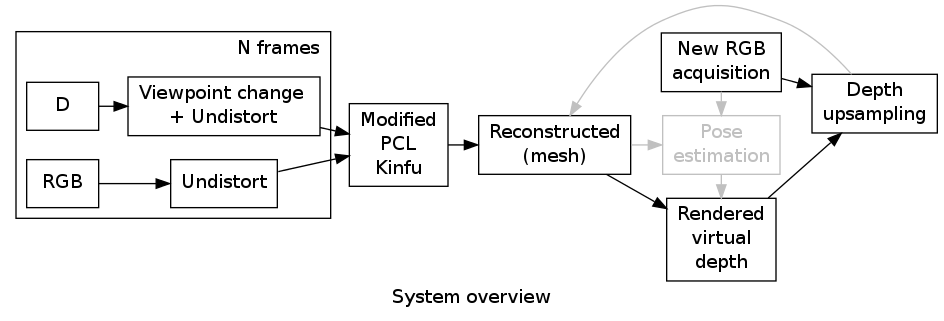 N frames
D
Viewpoint change
+ Undistort
RGB
Undistort
Modified
PCL
Kinfu
Reconstructed
(mesh)
New RGB
acquisition
Pose
estimation
Rendered
virtual
depth
Depth
upsampling
System overview